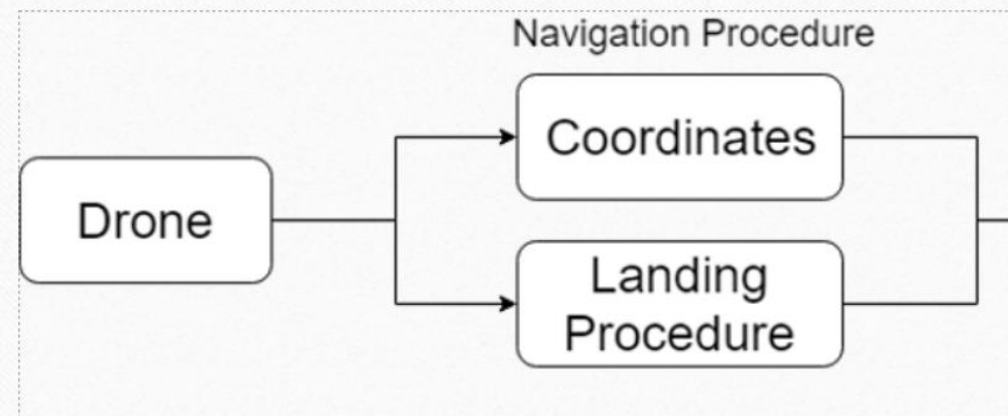 Navigation Procedure
Coordinates
Drone
Landing
Procedure